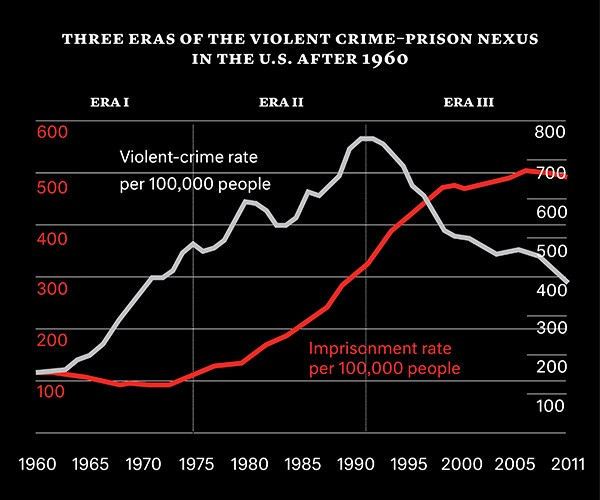 THREE ERAS OF THE VIOLENT CRIME–PRISON NEXUS
IN THE U.S. AFTER 1960
ERA I ERA II ERA III
600 800
Violent-crime rate
per 100,000 people
500 700
600
400
500
300 400
300
200
Imprisonment rate
per 100,000 people
200
100
100
1960 1965 1970 1975 1980 1985 1990 1995 2000 2005 2011